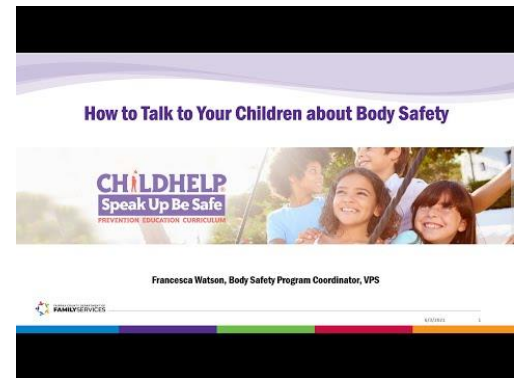 How to Talk to Your Children about Body Safety
CHILDHELP
Speak Up Be Safe
PREVENTION EDUCATION CURRICULUM
Francesca Watson, Body Safety Program Coordinator, VPS
FAMILY SERVICES
1